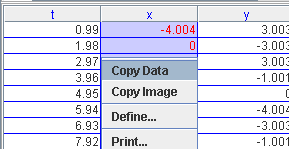 t x y
0.99 -4.004 3.003
1.98 0 -3.003
2.97 3.003
3.96 Copy Data -1.001
4.95 Copy Image 0
5.94 Define... -4.004
6.93 -3.003
7.92 Print... -1.001